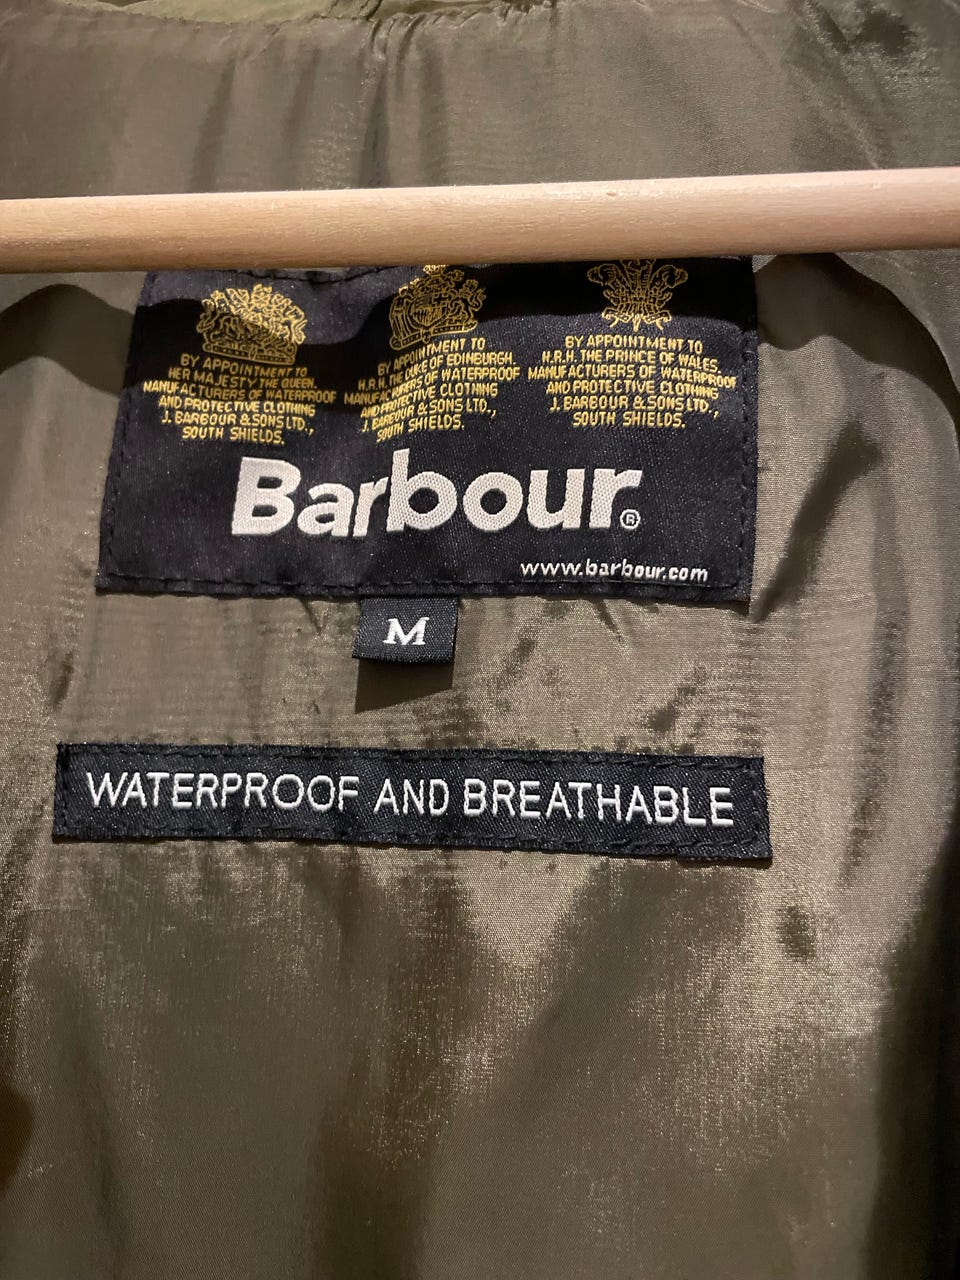 BY APPOINTMENT TO
HER MAJESTY THE QUEEN.
MANUFACTURERS OF WATERPROOF
AND PROTECTIVE CLOTHING
J. BARBOUR & SONS LTD.,
SOUTH SHIELDS.
BY APPOINTMENT TO
H.R.H. THE DUKE OF EDINBURGH.
MANUFACTURERS OF WATERPROOF
AND PROTECTIVE CLOTHING
J. BARBOUR & SONS LTD.,
SOUTH SHIELDS.
BY APPOINTMENT TO
H.R.H. THE PRINCE OF WALES,
MANUFACTURERS OF WATERPROOF
AND PROTECTIVE CLOTHING
J. BARBOUR & SONS LTD.,
SOUTH SHIELDS.
Barbour®
www.barbour.com
M
WATERPROOF AND BREATHABLE